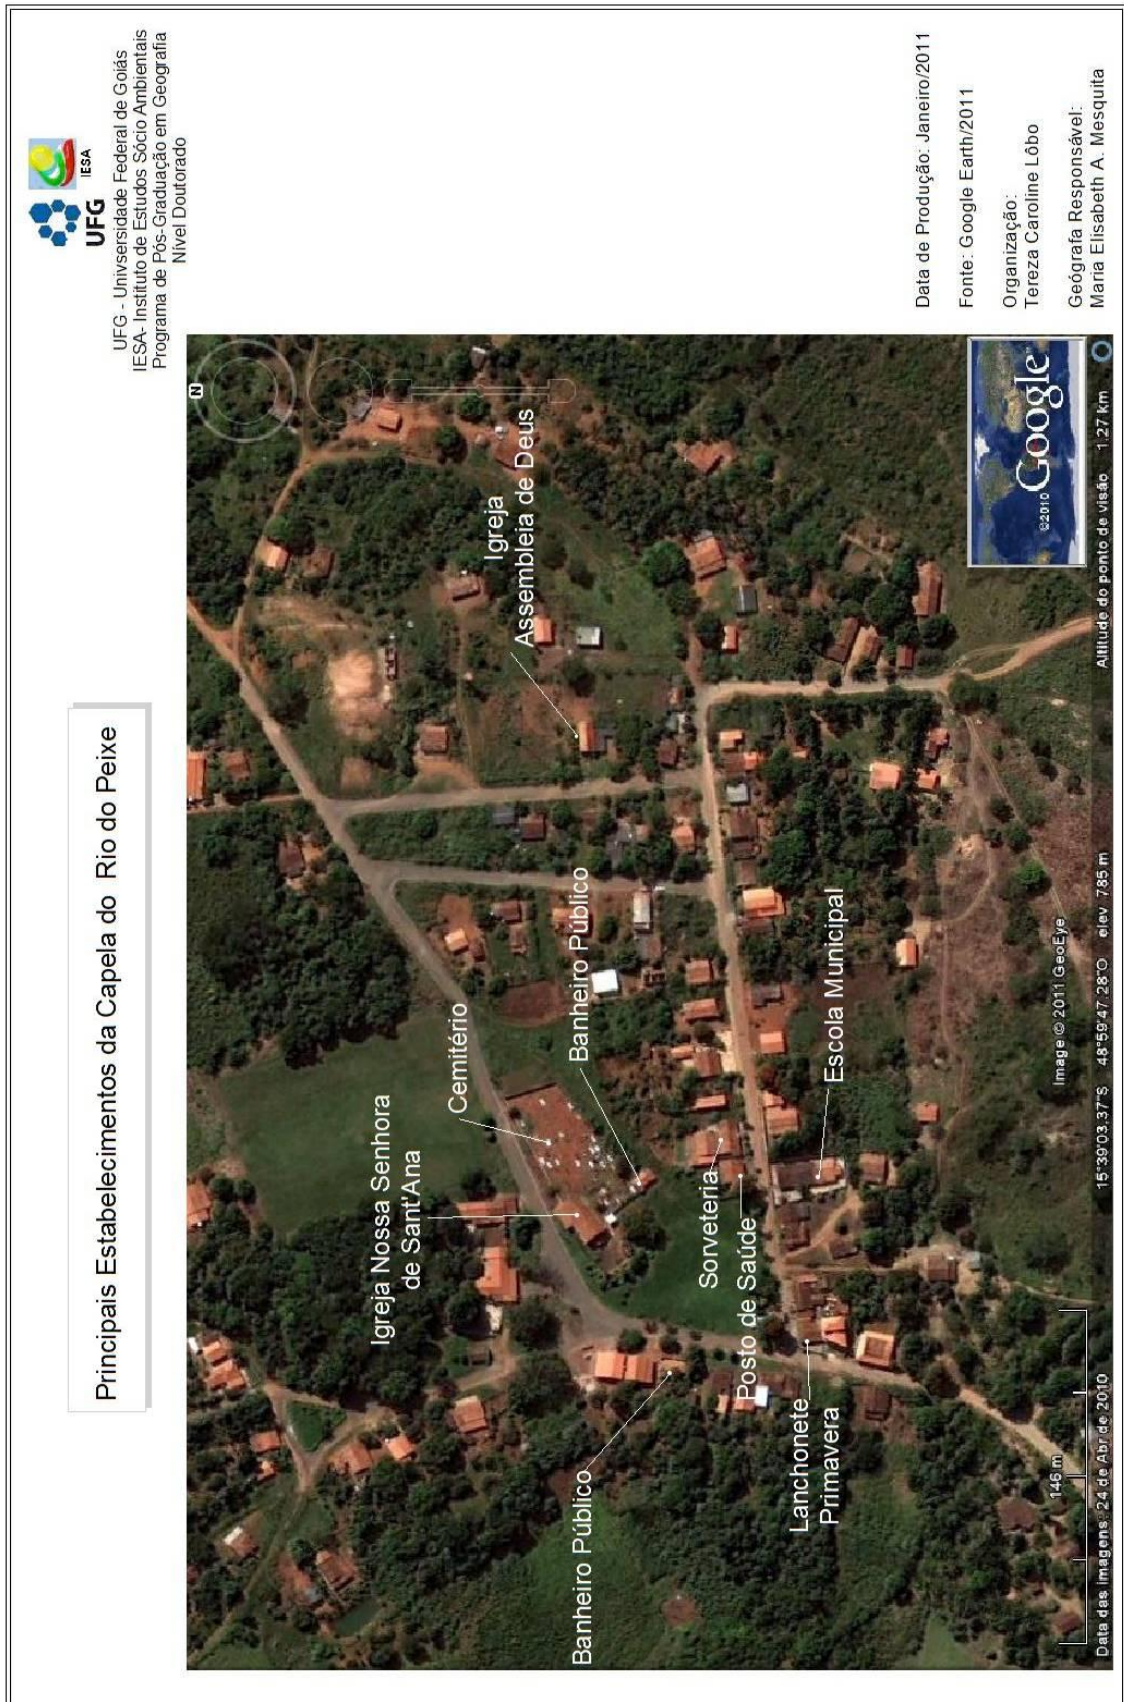 Principais Estabelecimentos da Capela do Rio do Peixe
UFG
IESA
UFG - Univsersidade Federal de Goiás
IESA- Instituto de Estudos Sócio Ambientais
Programa de Pós-Graduação em Geografia
Nível Doutorado
N
Igreja Nossa Senhora
de Sant'Ana
Cemitério
Igreja
Assembleia de Deus
Banheiro Público
Banheiro Público
Sorveteria
Posto de Saúde
Lanchonete
Primavera
Escola Municipal
146 m
Image © 2011 GeoEye
©2010 Google
Data das imagens: 24 de Abr de 2010 15°39'03,37"S 48°59'47,28"O elev 785 m Altitude do ponto de visão 1.27 km
Data de Produção: Janeiro/2011
Fonte: Google Earth/2011
Organização:
Tereza Caroline Lôbo
Geógrafa Responsável:
Maria Elisabeth A. Mesquita